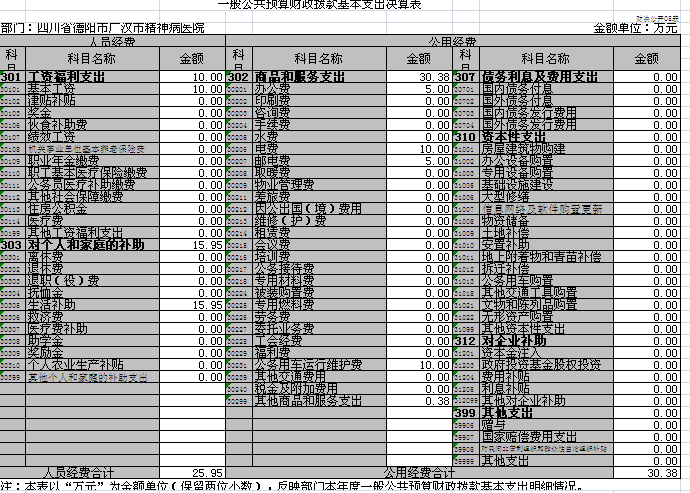 一般公共预算财政拨款基本支出决算表
财决公开08表
部门：四川省德阳市广汉市精神病医院 金额单位：万元
人员经费 公用经费
科目 科目名称 金额 科目 科目名称 金额 科目 科目名称 金额
301 工资福利支出 10.00 302 商品和服务支出 30.38 307 债务利息及费用支出 0.00
30101 基本工资 10.00 30201 办公费 5.00 30701 国内债务付息 0.00
30102 津贴补贴 0.00 30202 印刷费 0.00 30702 国外债务付息 0.00
30103 奖金 0.00 30203 咨询费 0.00 30703 国内债务发行费用 0.00
30106 伙食补助费 0.00 30204 手续费 0.00 30704 国外债务发行费用 0.00
30107 绩效工资 0.00 30205 水费 0.00 310 资本性支出 0.00
30108 机关事业单位基本养老保险费 0.00 30206 电费 10.00 31001 房屋建筑物购建 0.00
30109 职业年金缴费 0.00 30207 邮电费 5.00 31002 办公设备购置 0.00
30110 职工基本医疗保险缴费 0.00 30208 取暖费 0.00 31003 专用设备购置 0.00
30111 公务员医疗补助缴费 0.00 30209 物业管理费 0.00 31005 基础设施建设 0.00
30112 其他社会保障缴费 0.00 30211 差旅费 0.00 31006 大型修缮 0.00
30113 住房公积金 0.00 30212 因公出国（境）费用 0.00 31007 信息网络及软件购置更新 0.00
30114 医疗费 0.00 30213 维修（护）费 0.00 31008 物资储备 0.00
30199 其他工资福利支出 0.00 30214 租赁费 0.00 31009 土地补偿 0.00
303 对个人和家庭的补助 15.95 30215 会议费 0.00 31010 安置补助 0.00
30301 离休费 0.00 30216 培训费 0.00 31011 地上附着物和青苗补偿 0.00
30302 退休费 0.00 30217 公务接待费 0.00 31012 拆迁补偿 0.00
30303 退职（役）费 0.00 30218 专用材料费 0.00 31013 公务用车购置 0.00
30304 抚恤金 0.00 30224 被装购置费 0.00 31019 其他交通工具购置 0.00
30305 生活补助 15.95 30225 专用燃料费 0.00 31021 文物和陈列品购置 0.00
30306 救济费 0.00 30226 劳务费 0.00 31022 无形资产购置 0.00
30307 医疗费补助 0.00 30227 委托业务费 0.00 31099 其他资本性支出 0.00
30308 助学金 0.00 30228 工会经费 0.00 312 对企业补助 0.00
30309 奖励金 0.00 30229 福利费 0.00 31201 资本金注入 0.00
30310 个人农业生产补贴 0.00 30231 公务用车运行维护费 10.00 31203 政府投资基金股权投资 0.00
30399 其他个人和家庭的补助支出 0.00 30239 其他交通费用 0.00 31204 费用补贴 0.00
30240 税金及附加费用 0.00 31205 利息补贴 0.00
30299 其他商品和服务支出 0.38 312099 其他对企业补助 0.00
399 其他支出 0.00
39906 赠与 0.00
39907 国家赔偿费用支出 0.00
39908 对民间非营利组织和群众性自治组织补贴 0.00
39999 其他支出 0.00
人员经费合计 25.95 公用经费合计 30.38
注：本表以“万元”为金额单位（保留两位小数），反映部门本年度一般公共预算财政拨款基本支出明细情况。